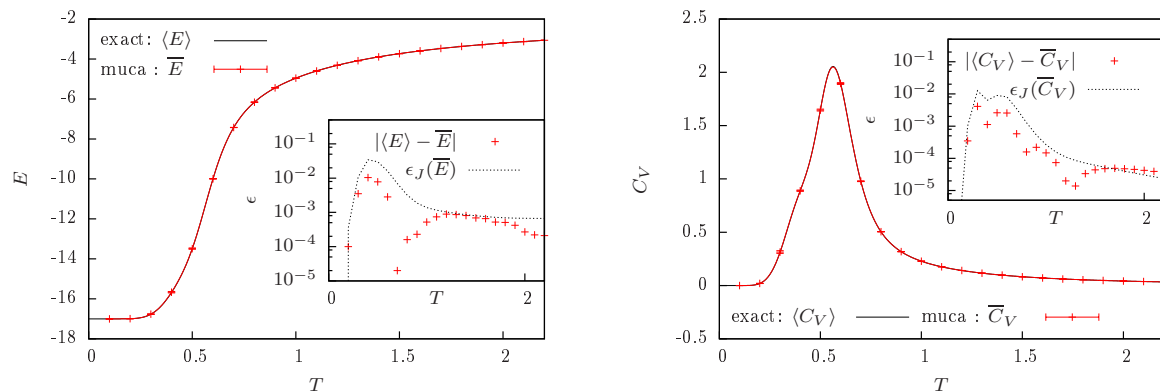 -2
-4
-6
-8
-10
-12
-14
-16
-18
0
0.5
1
1.5
2
E
T
exact: ⟨E⟩
muca : E̅
10⁻¹
10⁻²
10⁻³
10⁻⁴
10⁻⁵
0
2
ϵ
T
|⟨E⟩ − E̅|
ϵ_J(E̅)
2.5
2
1.5
1
0.5
0
-0.5
0
0.5
1
1.5
2
C_V
T
exact: ⟨C_V⟩
muca : C̅_V
10⁻¹
10⁻²
10⁻³
10⁻⁴
10⁻⁵
0
2
ϵ
T
|⟨C_V⟩ − C̅_V|
ϵ_J(C̅_V)